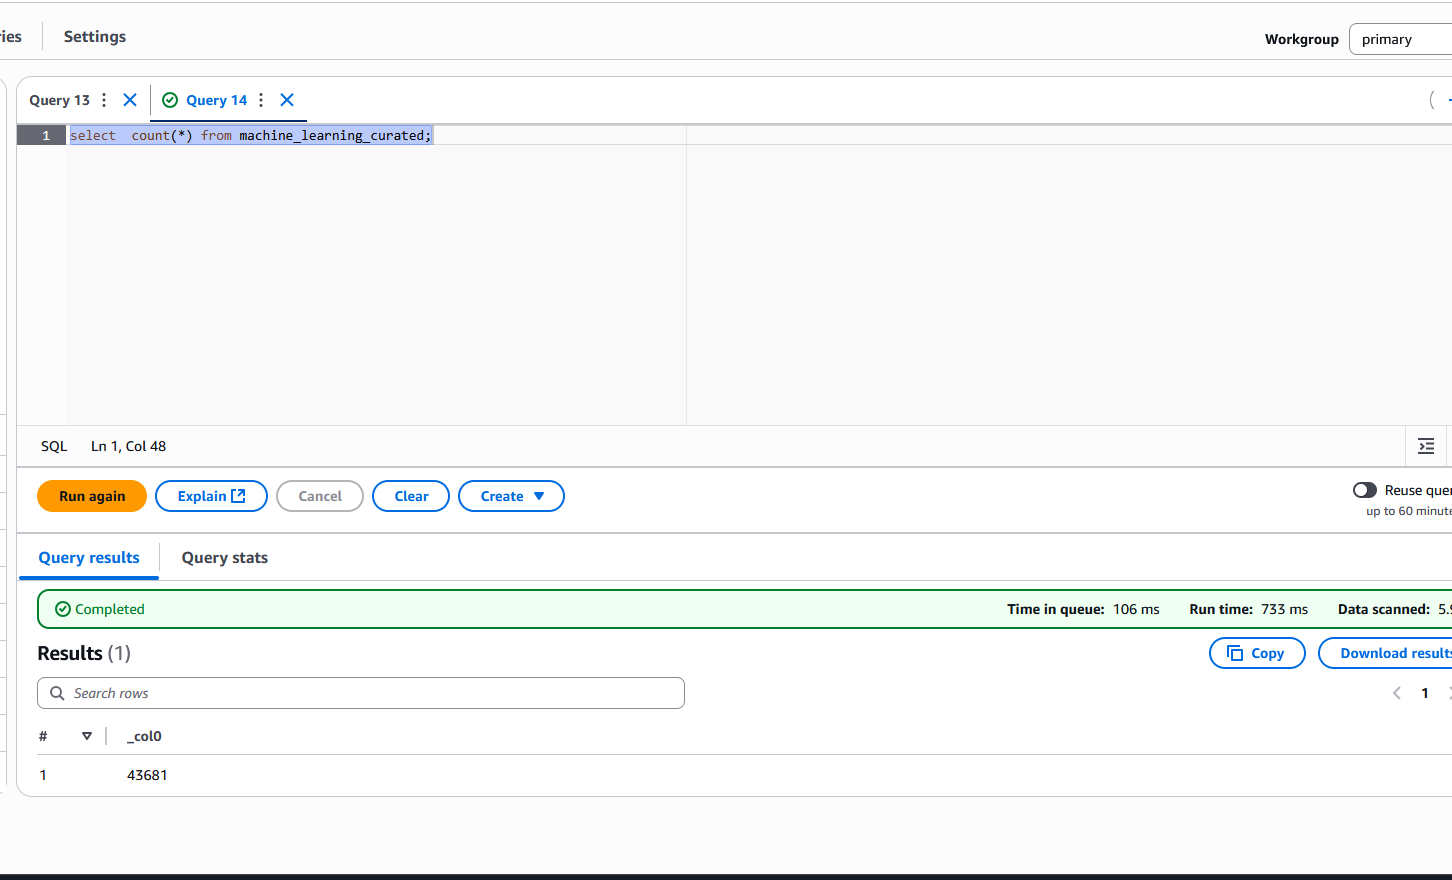 ies Settings Workgroup primary
Query 13 Query 14
1 select  count(*) from machine_learning_curated;
SQL Ln 1, Col 48
Run again Explain Cancel Clear Create Reuse quer
up to 60 minute
Query results Query stats
Completed Time in queue: 106 ms Run time: 733 ms Data scanned: 5.9
Results (1) Copy Download results
Search rows 1
# _col0
1 43681